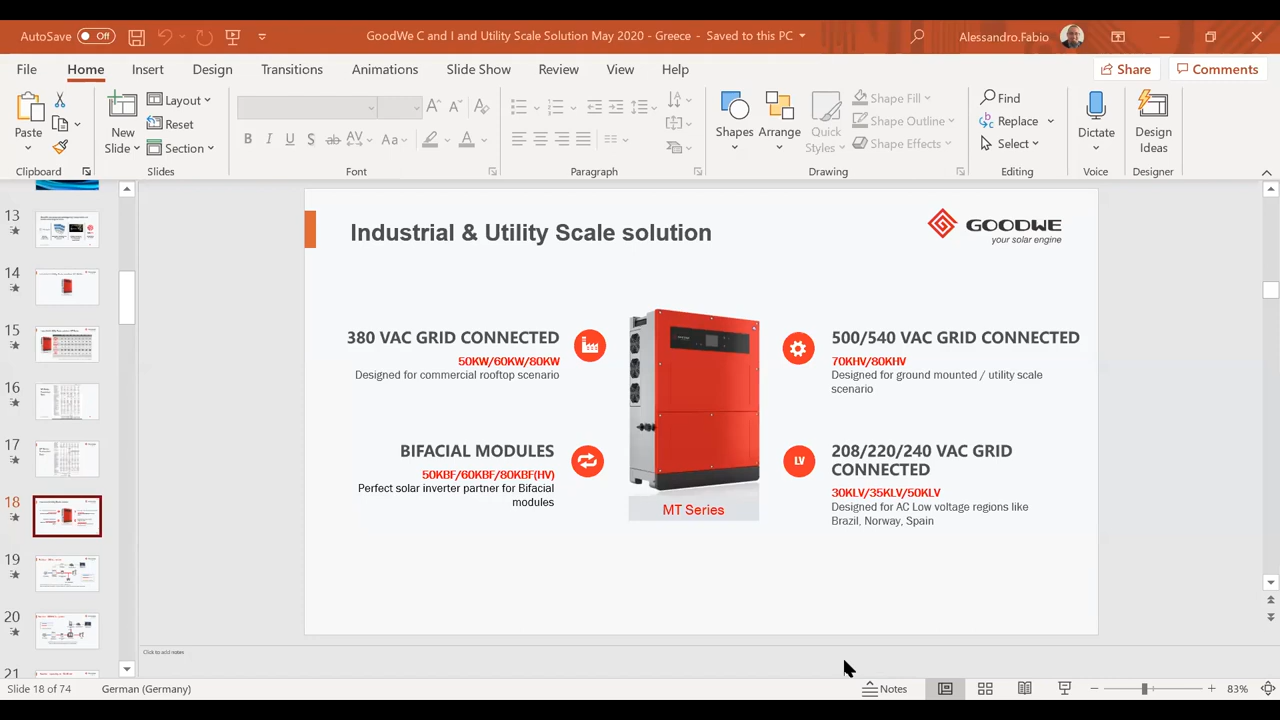 AutoSave Off
GoodWe C and I and Utility Scale Solution May 2020 - Greece - Saved to this PC
Alessandro.Fabio
File Home Insert Design Transitions Animations Slide Show Review View Help
Share Comments
Paste
New
Slide
Layout
Reset
Section
B I U S ab AV Aa A
Shapes
Arrange
Quick
Styles
Shape Fill
Shape Outline
Shape Effects
Find
Replace
Select
Dictate
Design
Ideas
Clipboard Slides Font Paragraph Drawing Editing Voice Designer
13
14
15
16
17
18
19
20
21
Industrial & Utility Scale solution
GOODWE
your solar engine
380 VAC GRID CONNECTED
50KW/60KW/80KW
Designed for commercial rooftop scenario
BIFACIAL MODULES
50KBF/60KBF/80KBF(HV)
Perfect solar inverter partner for Bifacial
modules
MT Series
500/540 VAC GRID CONNECTED
70KHV/80KHV
Designed for ground mounted / utility scale
scenario
LV
208/220/240 VAC GRID
CONNECTED
30KLV/35KLV/50KLV
Designed for AC Low voltage regions like
Brazil, Norway, Spain
Click to add notes
Slide 18 of 74 German (Germany)
Notes
83%